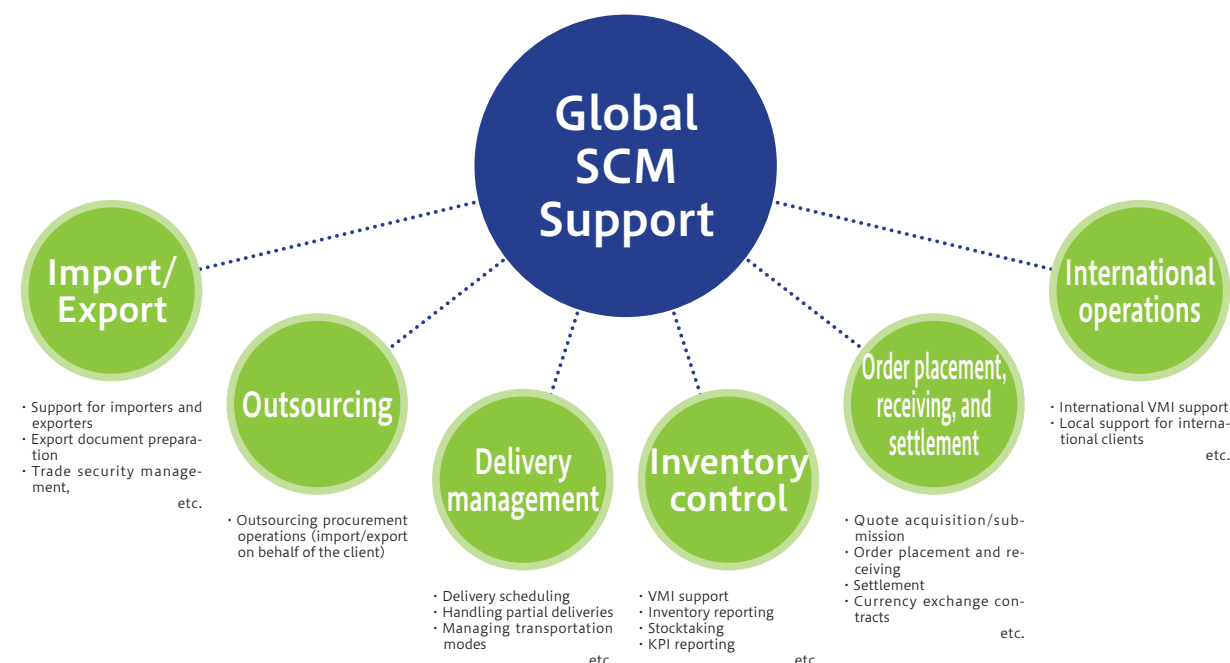 Global
SCM
Support
Import/
Export
・Support for importers and
exporters
・Export document prepara-
tion
・Trade security manage-
ment,
etc.
Outsourcing
・Outsourcing procurement
operations (import/export
on behalf of the client)
Delivery
management
・Delivery scheduling
・Handling partial deliveries
・Managing transportation
modes
etc.
Inventory
control
・VMI support
・Inventory reporting
・Stocktaking
・KPI reporting
etc.
Order placement,
receiving, and
settlement
・Quote acquisition/sub-
mission
・Order placement and re-
ceiving
・Settlement
・Currency exchange con-
tracts
etc.
International
operations
・International VMI support
・Local support for interna-
tional clients
etc.